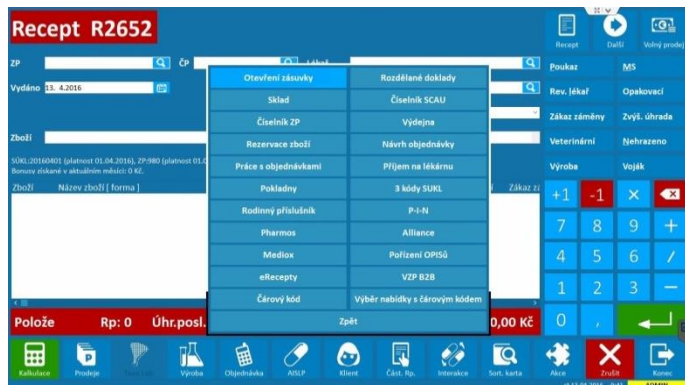 Recept R2652
Recept
Další
Volný prodej
ZP
ČP
Poukaz
MS
Vydáno 13. 4.2016
Rev. lékař
Opakovací
Zákaz záměny
Zvýš. úhrada
Zboží
Veterinární
Nehrazeno
SÚKL:20160401 (platnost 01.04.2016), ZP:980 (platnost 01.0
Bonusy získané v aktuálním měsíci: 0 Kč.
Výroba
Voják
Zboží
Název zboží [ forma ]
Zákaz zá
Otevření zásuvky
Rozdělané doklady
Sklad
Číselník SCAU
Číselník ZP
Výdejna
Rezervace zboží
Návrh objednávky
Práce s objednávkami
Příjem na lékárnu
Pokladny
3 kódy SUKL
Rodinný příslušník
P-I-N
Pharmos
Alliance
Mediox
Pořízení OPISů
eRecepty
VZP B2B
Čárový kód
Výběr nabídky s čárovým kódem
Zpět
+1
-1
×
7
8
9
+
4
5
6
/
1
2
3
−
0
,
Polože
Rp: 0
Úhr.posl.
0,00 Kč
Kalkulace
Prodeje
Výroba
Objednávka
AISLP
Klient
Část. Rp.
Interakce
Sort. karta
Akce
Zrušit
Konec
ADMIN